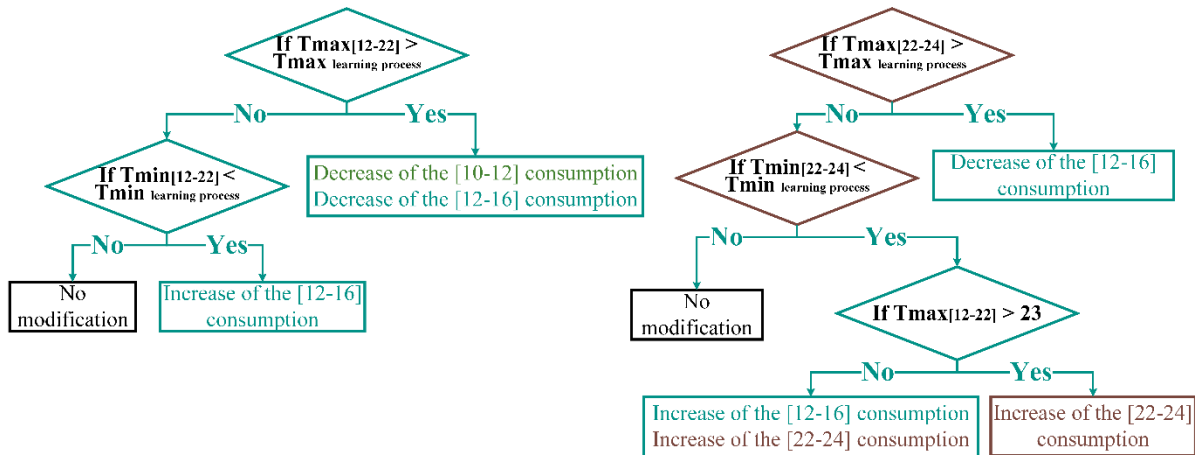 If Tmax[12-22] >
Tmax learning process
No
Yes
If Tmin[12-22] <
Tmin learning process
Decrease of the [10-12] consumption
Decrease of the [12-16] consumption
No
Yes
No
modification
Increase of the [12-16]
consumption
If Tmax[22-24] >
Tmax learning process
No
Yes
If Tmin[22-24] <
Tmin learning process
Decrease of the [12-16]
consumption
No
Yes
No
modification
If Tmax[12-22] > 23
No
Yes
Increase of the [12-16] consumption
Increase of the [22-24] consumption
Increase of the [22-24]
consumption